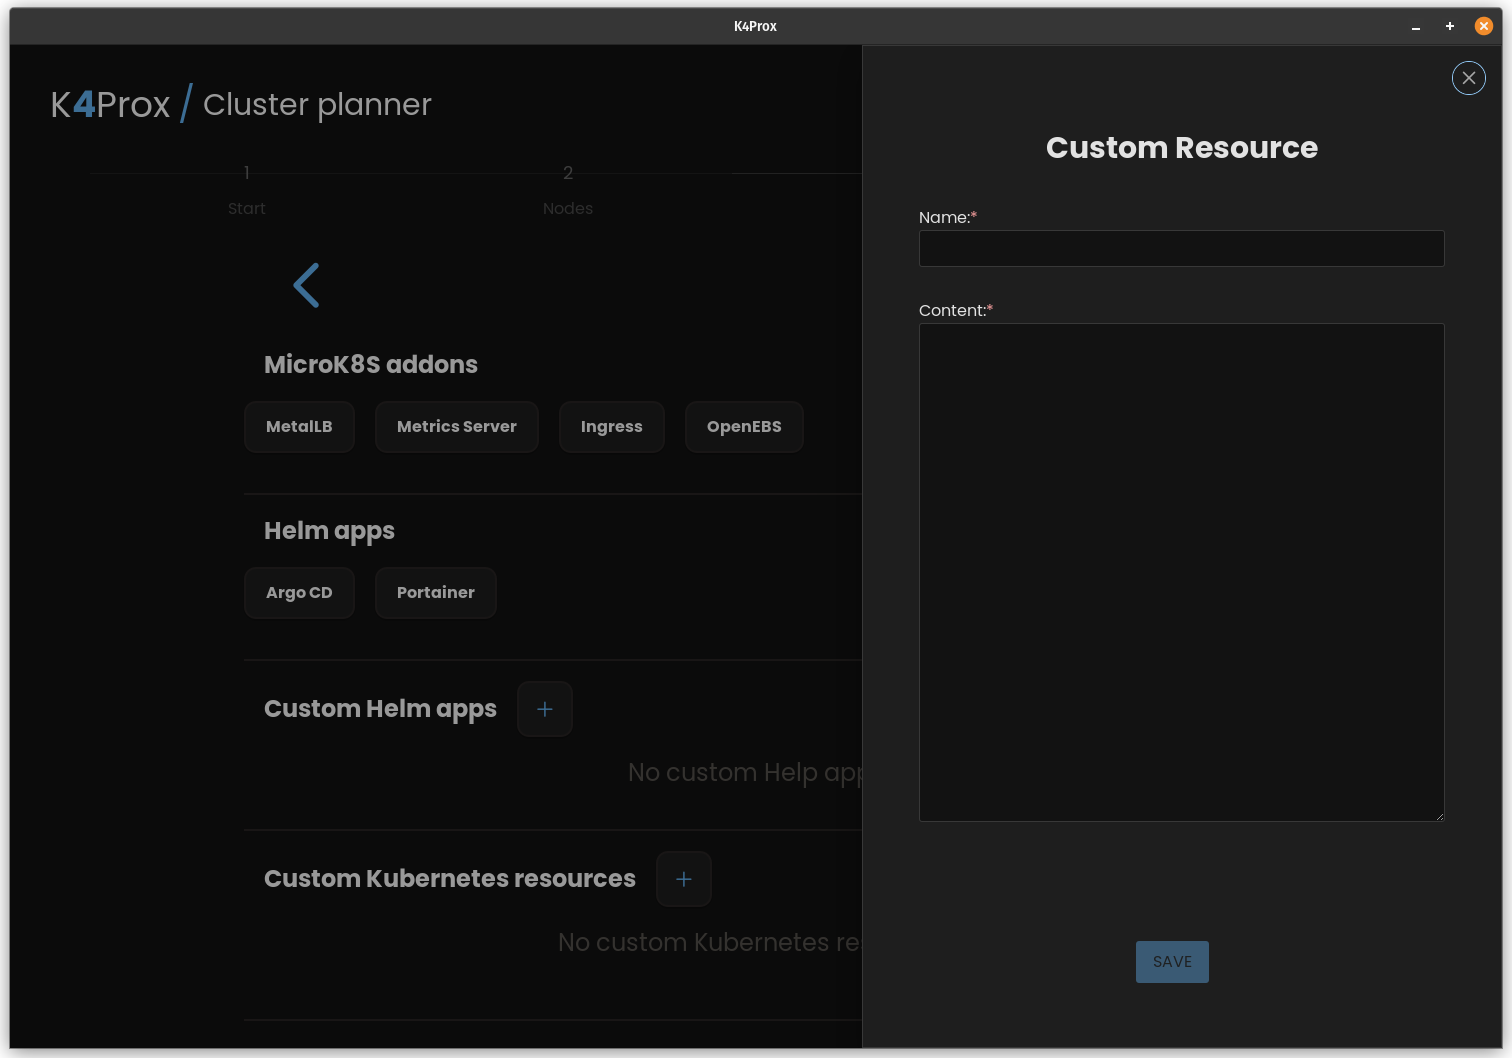 K4Prox
K4Prox / Cluster planner
1
Start
2
Nodes
MicroK8S addons
MetalLB
Metrics Server
Ingress
OpenEBS
Helm apps
Argo CD
Portainer
Custom Helm apps
+
No custom Help app
Custom Kubernetes resources
+
No custom Kubernetes re
Custom Resource
Name:*
Content:*
SAVE